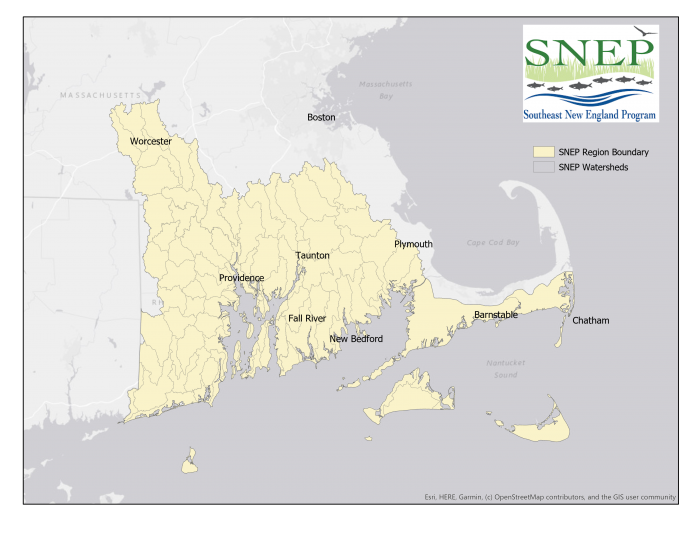 SNEP
Southeast New England Program
MASSACHUSETTS
Massachusetts
Bay
Boston
Worcester
SNEP Region Boundary
SNEP Watersheds
Plymouth
Cape Cod Bay
Taunton
Providence
RH
Fall River
Barnstable
Chatham
New Bedford
Nantucket
Sound
Esri, HERE, Garmin, (c) OpenStreetMap contributors, and the GIS user community